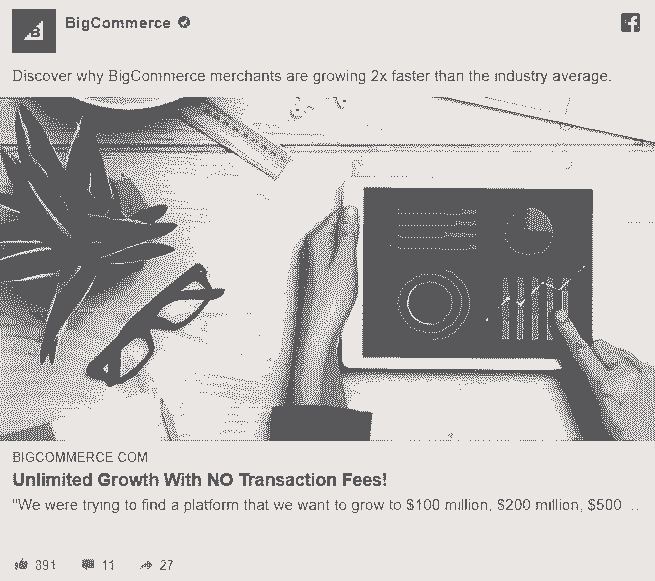 BigCommerce
Discover why BigCommerce merchants are growing 2x faster than the industry average.
BIGCOMMERCE.COM
Unlimited Growth With NO Transaction Fees!
"We were trying to find a platform that we want to grow to $100 million, $200 million, $500 ...
891
11
27